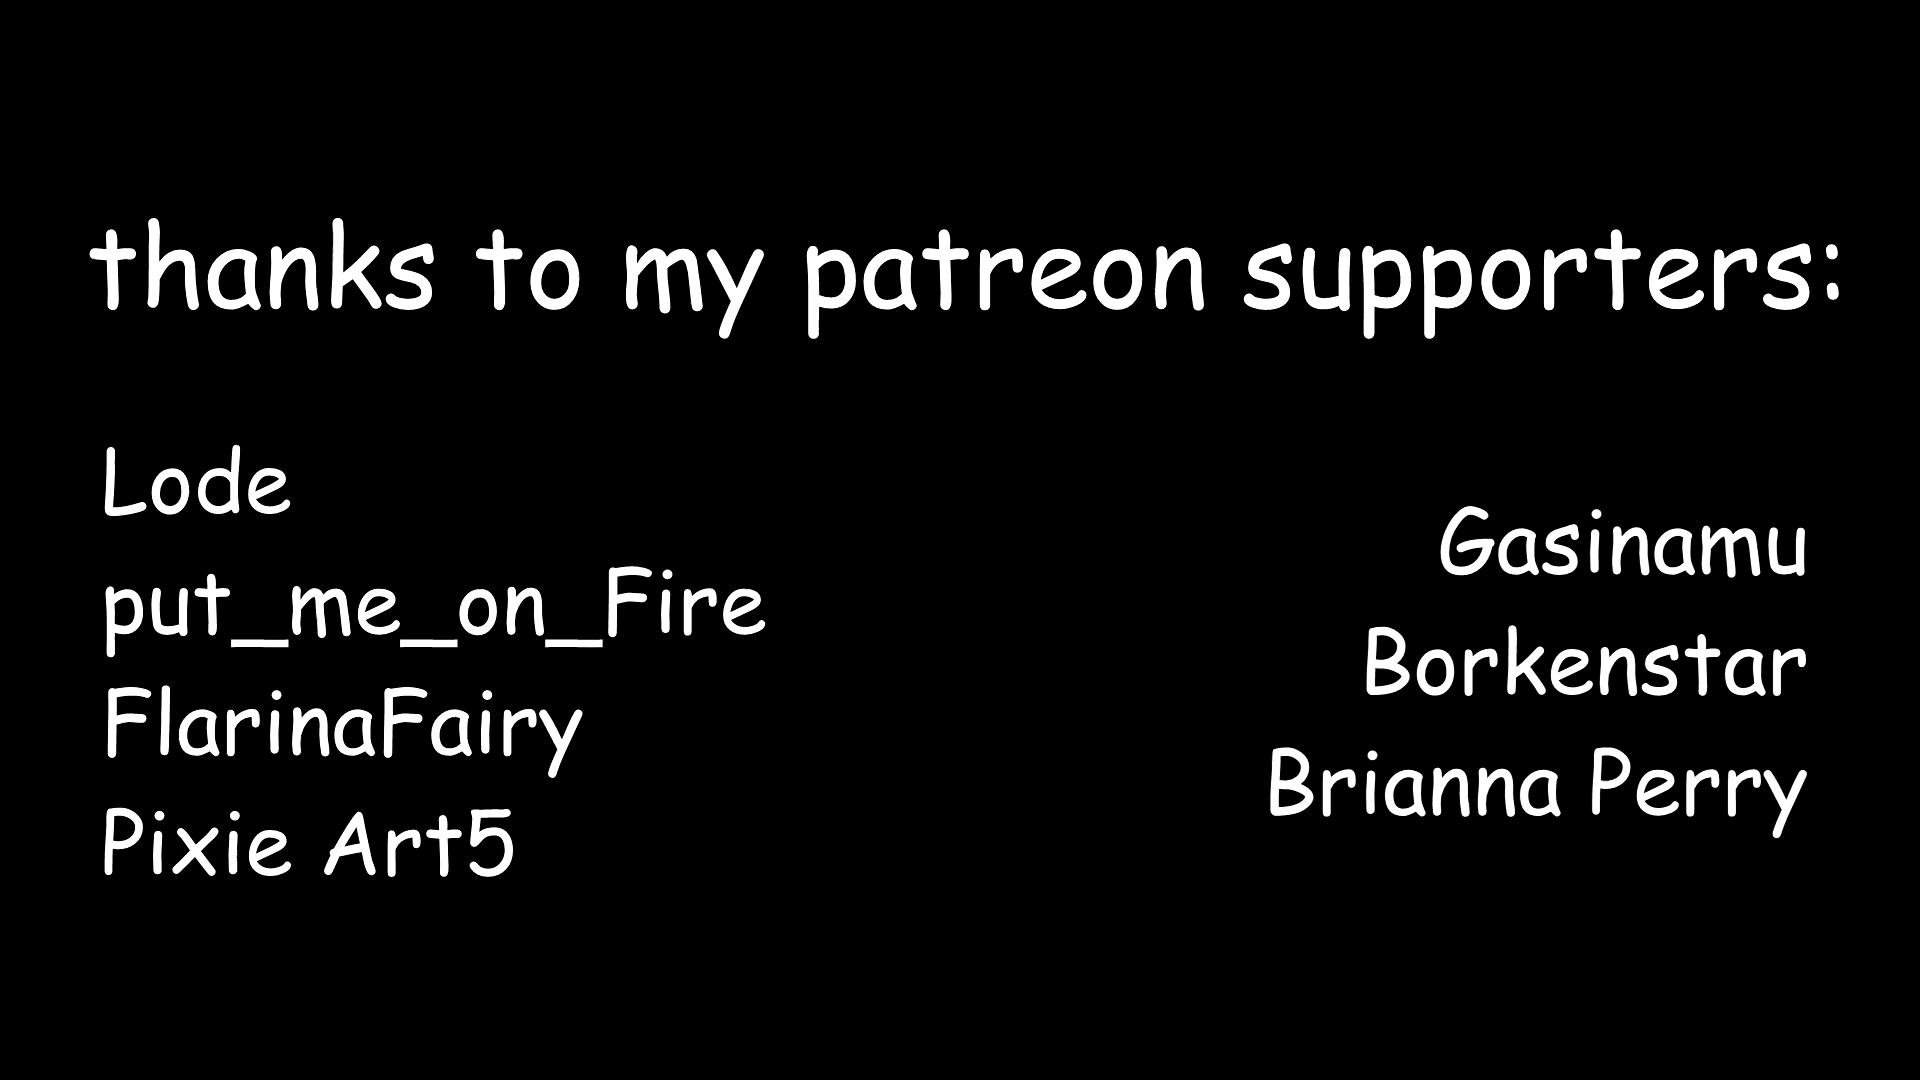 thanks to my patreon supporters:
Lode
put_me_on_Fire
FlarinaFairy
Pixie Art5
Gasinamu
Borkenstar
Brianna Perry